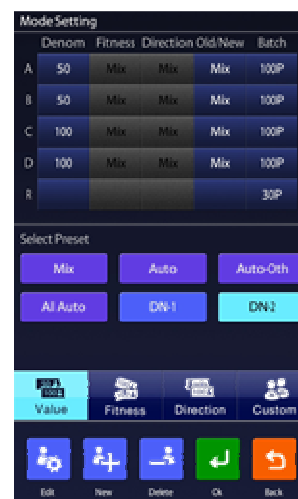 Mode Setting
Denom Fitness Direction Old/New Batch
A 50 Mix Mix Mix 100P
B 50 Mix Mix Mix 100P
C 100 Mix Mix Mix 100P
D 100 Mix Mix Mix 100P
R 30P
Select Preset
Mix Auto Auto-Oth
AI Auto DN-1 DN-2
Value Fitness Direction Custom
Edit New Delete Ok Back